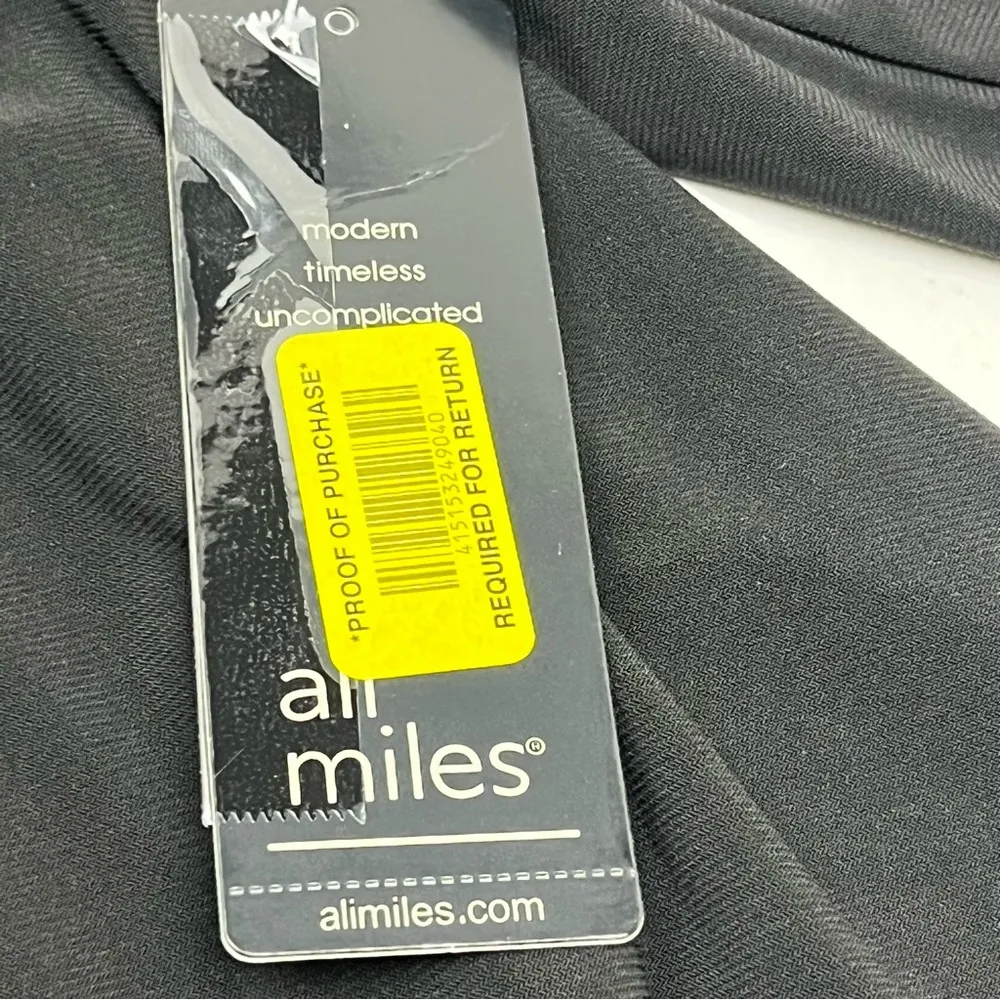 modern
timeless
uncomplicated
*PROOF OF PURCHASE*
415153249040
REQUIRED FOR RETURN
ali
miles®
alimiles.com